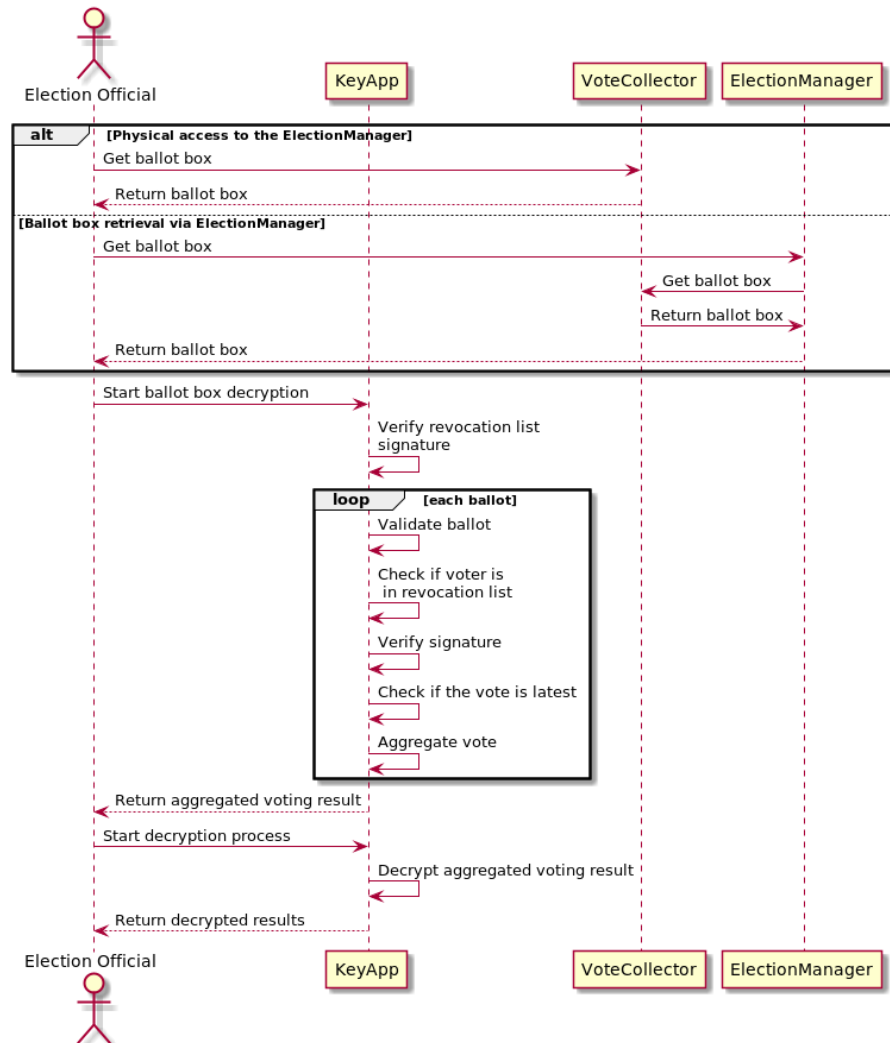 Election Official
KeyApp
VoteCollector
ElectionManager
alt
[Physical access to the ElectionManager]
Get ballot box
Return ballot box
[Ballot box retrieval via ElectionManager]
Get ballot box
Get ballot box
Return ballot box
Return ballot box
Start ballot box decryption
Verify revocation list
signature
loop
[each ballot]
Validate ballot
Check if voter is
in revocation list
Verify signature
Check if the vote is latest
Aggregate vote
Return aggregated voting result
Start decryption process
Decrypt aggregated voting result
Return decrypted results
Election Official
KeyApp
VoteCollector
ElectionManager